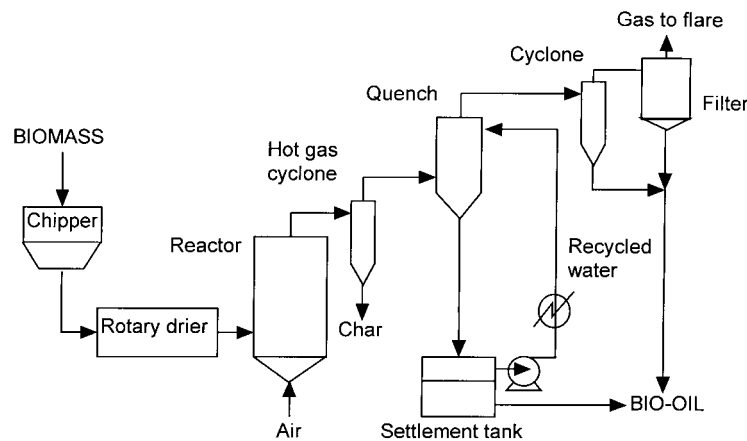 Gas to flare
Cyclone
Quench
Filter
BIOMASS
Hot gas
cyclone
Chipper
Reactor
Recycled
water
Rotary drier
Char
BIO-OIL
Air
Settlement tank